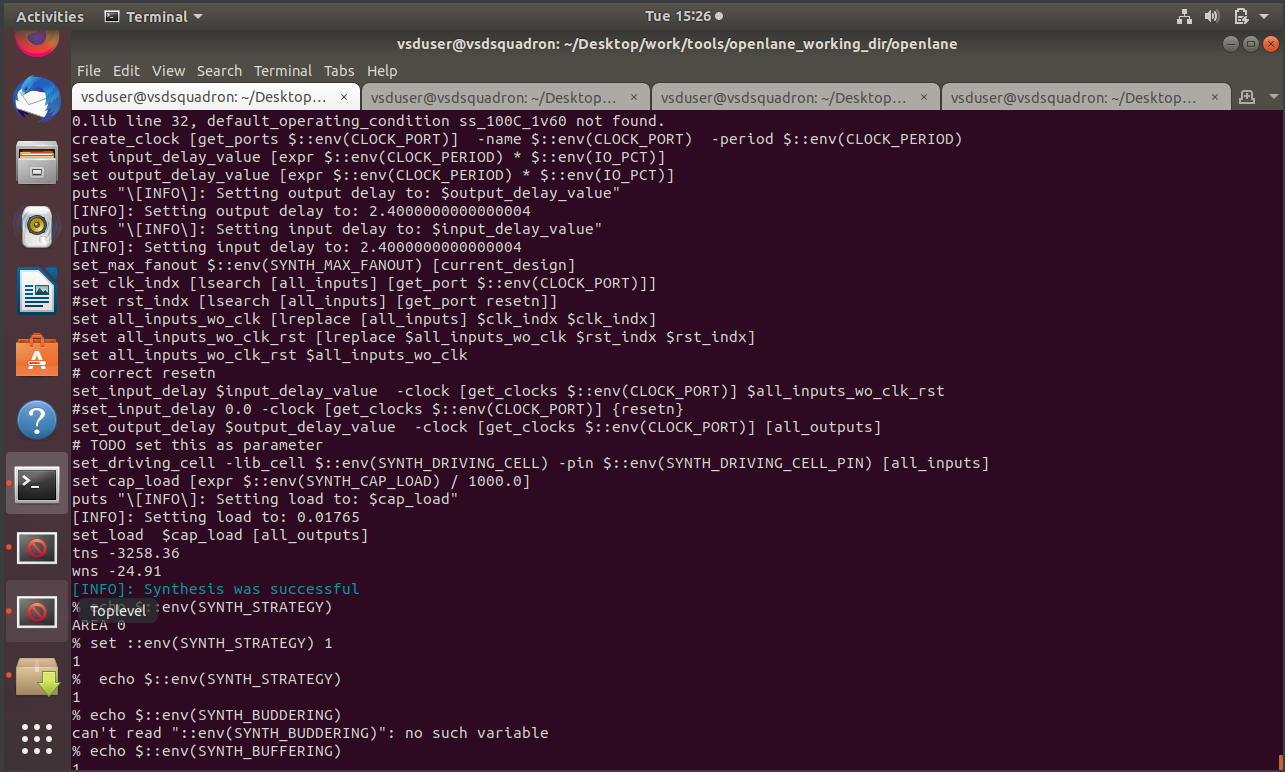 Activities Terminal Tue 15:26
vsduser@vsdsquadron: ~/Desktop/work/tools/openlane_working_dir/openlane
File Edit View Search Terminal Tabs Help
vsduser@vsdsquadron: ~/Desktop... × vsduser@vsdsquadron: ~/Desktop... × vsduser@vsdsquadron: ~/Desktop... × vsduser@vsdsquadron: ~/Desktop... ×
0.lib line 32, default_operating_condition ss_100C_1v60 not found.
create_clock [get_ports $::env(CLOCK_PORT)]  -name $::env(CLOCK_PORT)  -period $::env(CLOCK_PERIOD)
set input_delay_value [expr $::env(CLOCK_PERIOD) * $::env(IO_PCT)]
set output_delay_value [expr $::env(CLOCK_PERIOD) * $::env(IO_PCT)]
puts "\[INFO\]: Setting output delay to: $output_delay_value"
[INFO]: Setting output delay to: 2.4000000000000004
puts "\[INFO\]: Setting input delay to: $input_delay_value"
[INFO]: Setting input delay to: 2.4000000000000004
set_max_fanout $::env(SYNTH_MAX_FANOUT) [current_design]
set clk_indx [lsearch [all_inputs] [get_port $::env(CLOCK_PORT)]]
#set rst_indx [lsearch [all_inputs] [get_port resetn]]
set all_inputs_wo_clk [lreplace [all_inputs] $clk_indx $clk_indx]
#set all_inputs_wo_clk_rst [lreplace $all_inputs_wo_clk $rst_indx $rst_indx]
set all_inputs_wo_clk_rst $all_inputs_wo_clk
# correct resetn
set_input_delay $input_delay_value  -clock [get_clocks $::env(CLOCK_PORT)] $all_inputs_wo_clk_rst
#set_input_delay 0.0 -clock [get_clocks $::env(CLOCK_PORT)] {resetn}
set_output_delay $output_delay_value  -clock [get_clocks $::env(CLOCK_PORT)] [all_outputs]
# TODO set this as parameter
set_driving_cell -lib_cell $::env(SYNTH_DRIVING_CELL) -pin $::env(SYNTH_DRIVING_CELL_PIN) [all_inputs]
set cap_load [expr $::env(SYNTH_CAP_LOAD) / 1000.0]
puts "\[INFO\]: Setting load to: $cap_load"
[INFO]: Setting load to: 0.01765
set_load  $cap_load [all_outputs]
tns -3258.36
wns -24.91
[INFO]: Synthesis was successful
% echo $::env(SYNTH_STRATEGY)
Toplevel
AREA 0
% set ::env(SYNTH_STRATEGY) 1
1
%  echo $::env(SYNTH_STRATEGY)
1
% echo $::env(SYNTH_BUDDERING)
can't read "::env(SYNTH_BUDDERING)": no such variable
% echo $::env(SYNTH_BUFFERING)
1